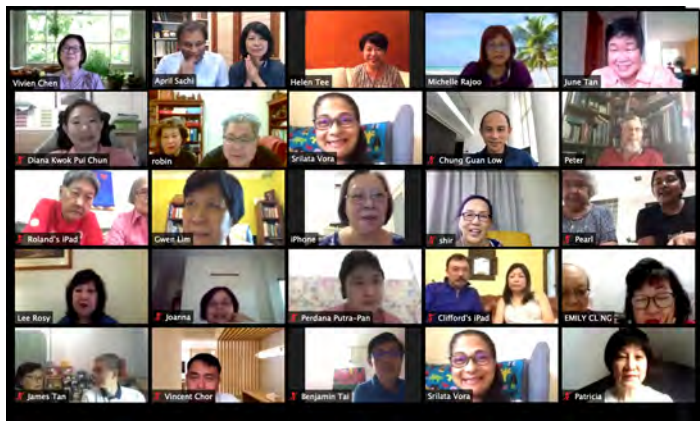 Vivien Chen
April Sachi
Helen Tee
Michelle Rajoo
June Tan
Diana Kwok Pui Chun
robin
Srilata Vora
Chung Guan Low
Peter
Roland's iPad
Gwen Lim
iPhone
shir
Pearl
Lee Rosy
Joanna
Perdana Putra-Pan
Clifford's iPad
EMILY CL NG
James Tan
Vincent Chor
Benjamin Tai
Srilata Vora
Patricia